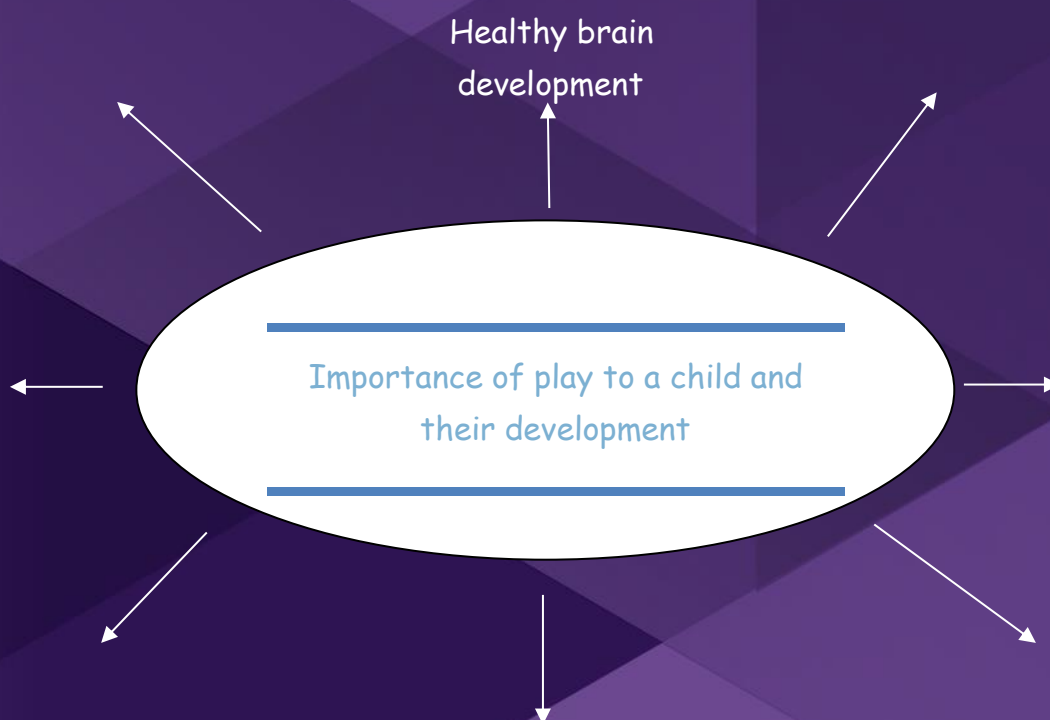 Healthy brain
development
Importance of play to a child and
their development